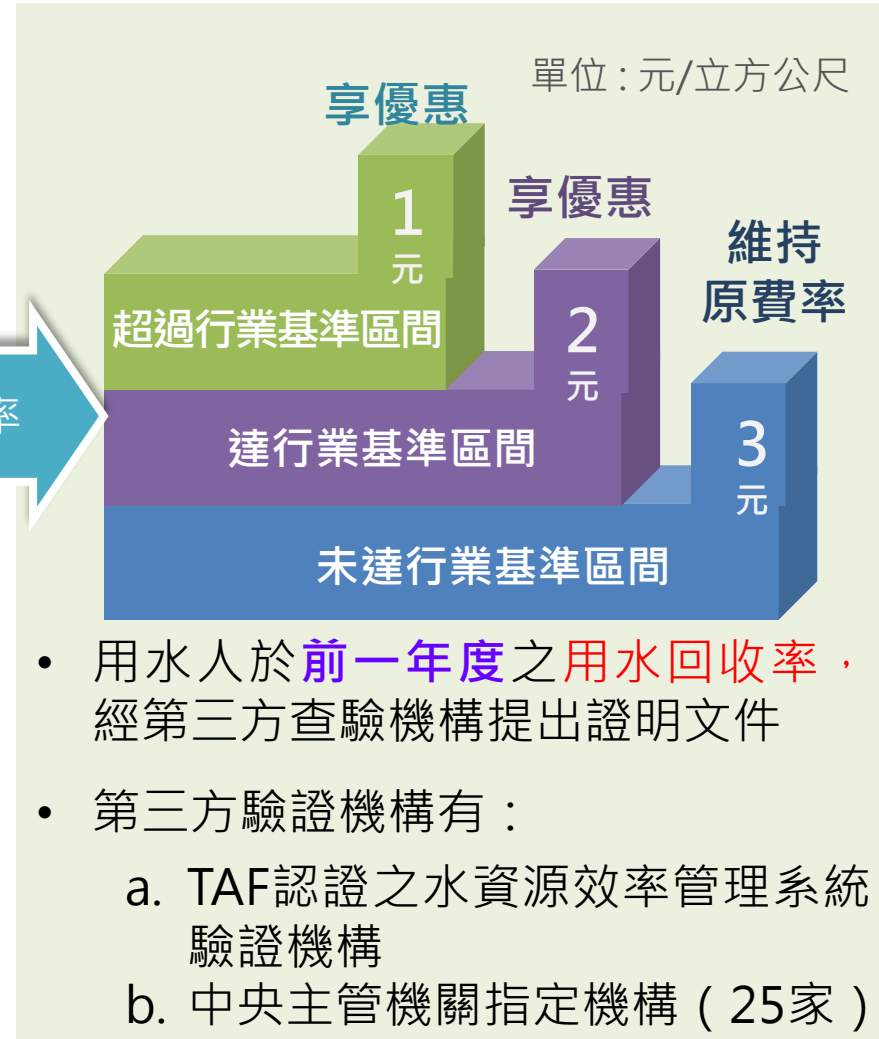 單位：元/立方公尺
享優惠
1
元
超過行業基準區間
享優惠
2
元
達行業基準區間
維持
原費率
3
元
未達行業基準區間
率
• 用水人於前一年度之用水回收率，
經第三方查驗機構提出證明文件
• 第三方驗證機構有：
a. TAF認證之水資源效率管理系統
驗證機構
b. 中央主管機關指定機構（25家）